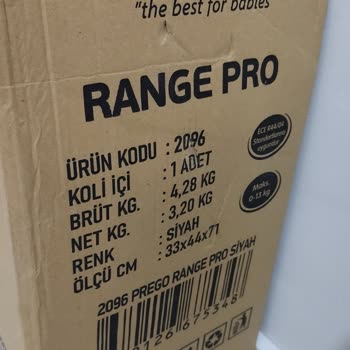 "the best for babies
RANGE PRO
ÜRÜN KODU : 2096
KOLİ İÇİ : 1 ADET
BRÜT KG. : 4,28 KG
NET KG. : 3,20 KG
RENK : SİYAH
ÖLÇÜ CM : 33x44x71
ECE R44/04
Standartlarına
uygundur
Maks.
0-13 kg
2096 PREGO RANGE PRO SİYAH